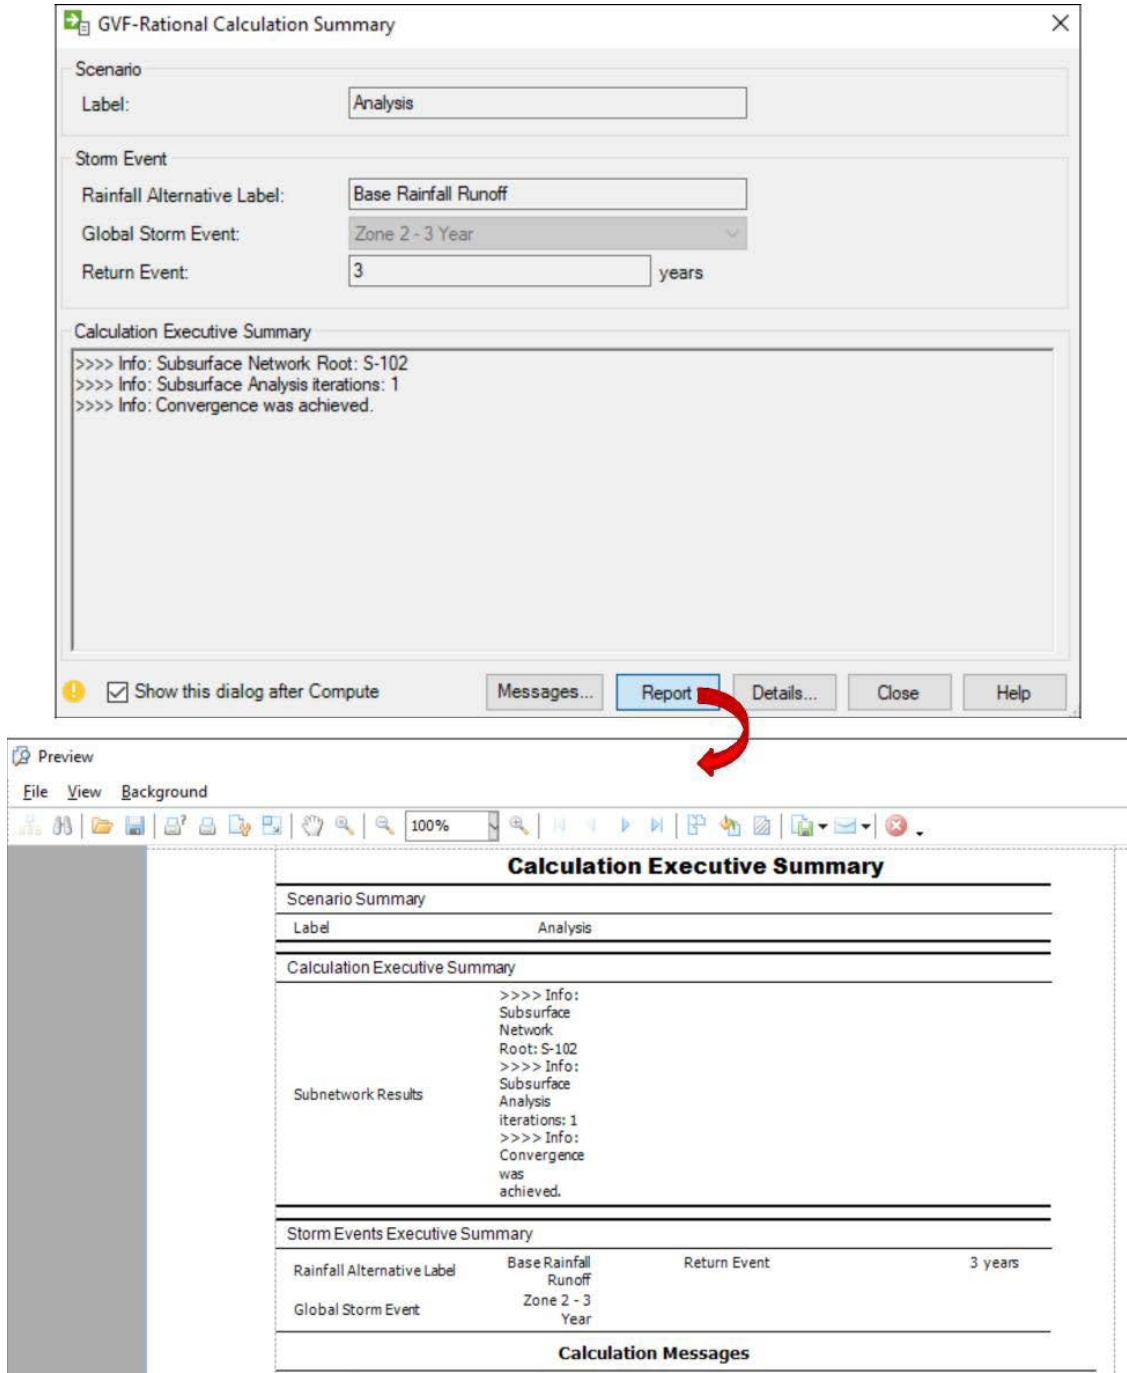 GVF-Rational Calculation Summary
Scenario
Label: Analysis
Storm Event
Rainfall Alternative Label: Base Rainfall Runoff
Global Storm Event: Zone 2 - 3 Year
Return Event: 3 years
Calculation Executive Summary
>>>> Info: Subsurface Network Root: S-102
>>>> Info: Subsurface Analysis iterations: 1
>>>> Info: Convergence was achieved.
Show this dialog after Compute Messages... Report Details... Close Help
Preview
File View Background
100%
Calculation Executive Summary
Scenario Summary
Label Analysis
Calculation Executive Summary
>>>> Info:
Subsurface
Network
Root: S-102
>>>> Info:
Subsurface
Subnetwork Results
Analysis
iterations: 1
>>>> Info:
Convergence
was
achieved.
Storm Events Executive Summary
Rainfall Alternative Label Base Rainfall Return Event 3 years
Runoff
Global Storm Event Zone 2 - 3
Year
Calculation Messages